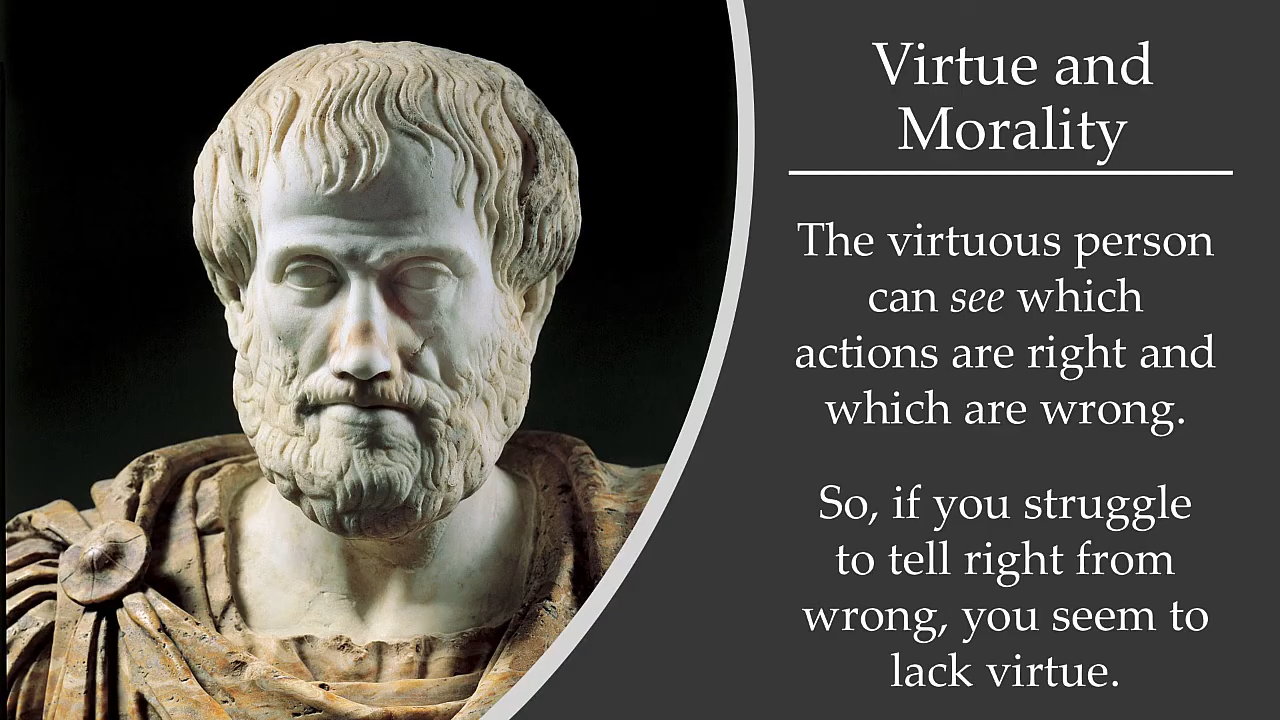 Virtue and
Morality
The virtuous person
can see which
actions are right and
which are wrong.
So, if you struggle
to tell right from
wrong, you seem to
lack virtue.